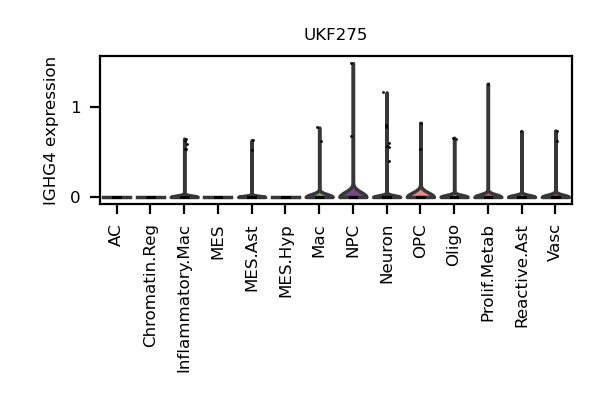 UKF275
IGHG4 expression
1
0
AC
Chromatin.Reg
Inflammatory.Mac
MES
MES.Ast
MES.Hyp
Mac
NPC
Neuron
OPC
Oligo
Prolif.Metab
Reactive.Ast
Vasc